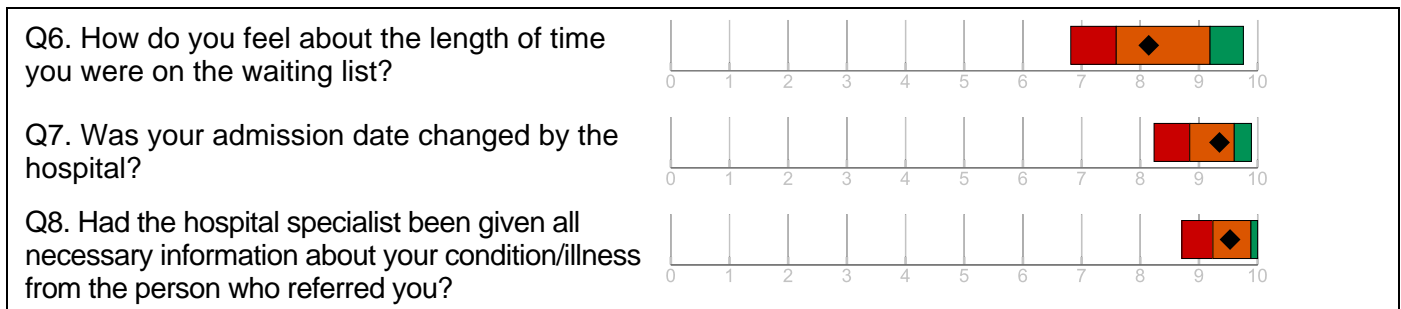 Q6. How do you feel about the length of time
you were on the waiting list?
0 1 2 3 4 5 6 7 8 9 10
Q7. Was your admission date changed by the
hospital?
0 1 2 3 4 5 6 7 8 9 10
Q8. Had the hospital specialist been given all
necessary information about your condition/illness
from the person who referred you?
0 1 2 3 4 5 6 7 8 9 10